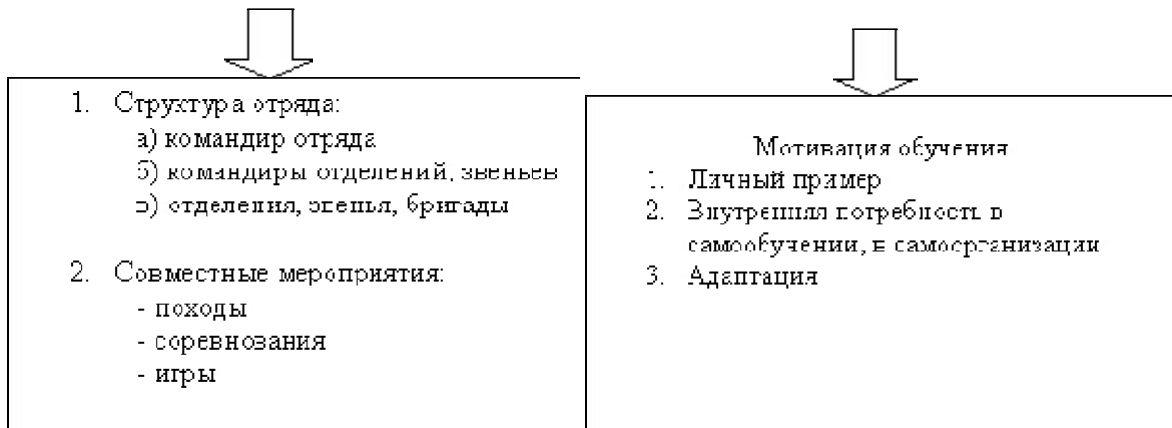 1. Структура отряда:
а) командир отряда
б) командиры отделений, звеньев
в) отделения, звенья, бригады
2. Совместные мероприятия:
- походы
- соревнования
- игры
Мотивация обучения
1. Личный пример
2. Внутренняя потребность в
самообучении, в самоорганизации
3. Адаптация